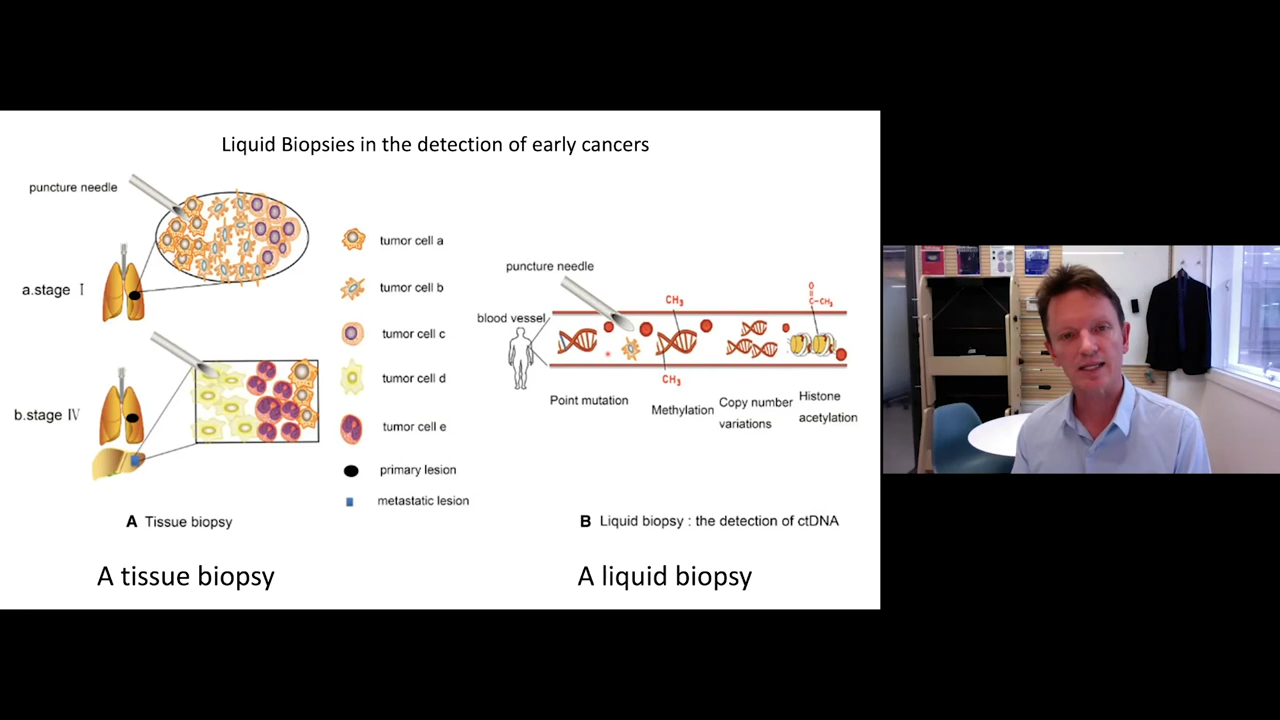 Liquid Biopsies in the detection of early cancers
puncture needle
a.stage I
b.stage IV
tumor cell a
tumor cell b
tumor cell c
tumor cell d
tumor cell e
primary lesion
metastatic lesion
A Tissue biopsy
A tissue biopsy
puncture needle
blood vessel
CH3
CH3
O
C-CH3
Point mutation
Methylation
Copy number
variations
Histone
acetylation
B Liquid biopsy : the detection of ctDNA
A liquid biopsy